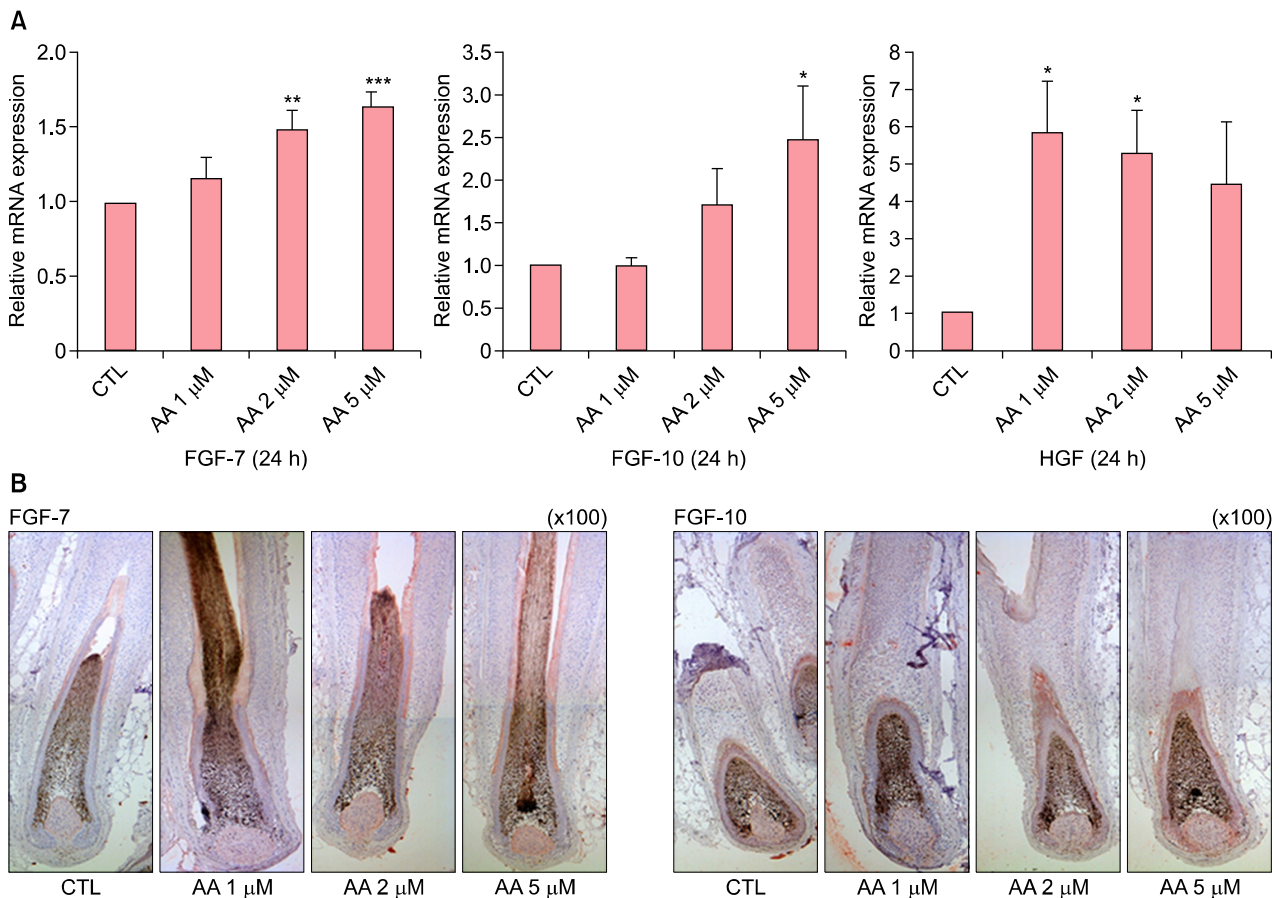 A
Relative mRNA expression
2.0
1.5
1.0
0.5
0
**
***
CTL
AA 1 μM
AA 2 μM
AA 5 μM
FGF-7 (24 h)
Relative mRNA expression
3.5
3.0
2.5
2.0
1.5
1.0
0.5
0
*
CTL
AA 1 μM
AA 2 μM
AA 5 μM
FGF-10 (24 h)
Relative mRNA expression
8
7
6
5
4
3
2
1
0
*
*
CTL
AA 1 μM
AA 2 μM
AA 5 μM
HGF (24 h)
B
FGF-7 (x100)
CTL AA 1 μM AA 2 μM AA 5 μM
FGF-10 (x100)
CTL AA 1 μM AA 2 μM AA 5 μM